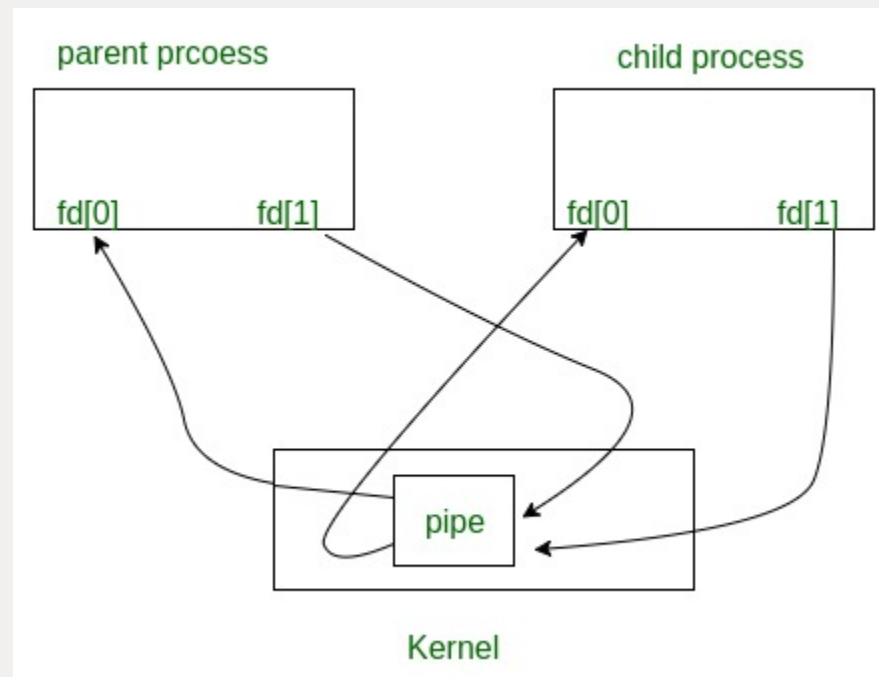 parent prcoess
child process
fd[0]
fd[1]
fd[0]
fd[1]
pipe
Kernel